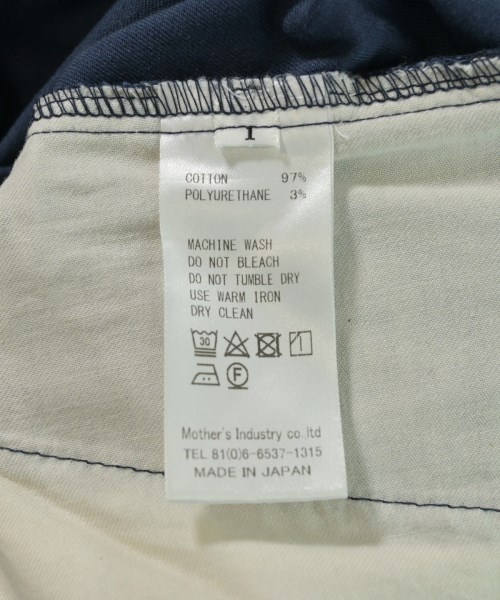 I
COTTON 97%
POLYURETHANE 3%
MACHINE WASH
DO NOT BLEACH
DO NOT TUMBLE DRY
USE WARM IRON
DRY CLEAN
30
F
Mother's Industry co.,ltd
TEL 81(0)6-6537-1315
MADE IN JAPAN